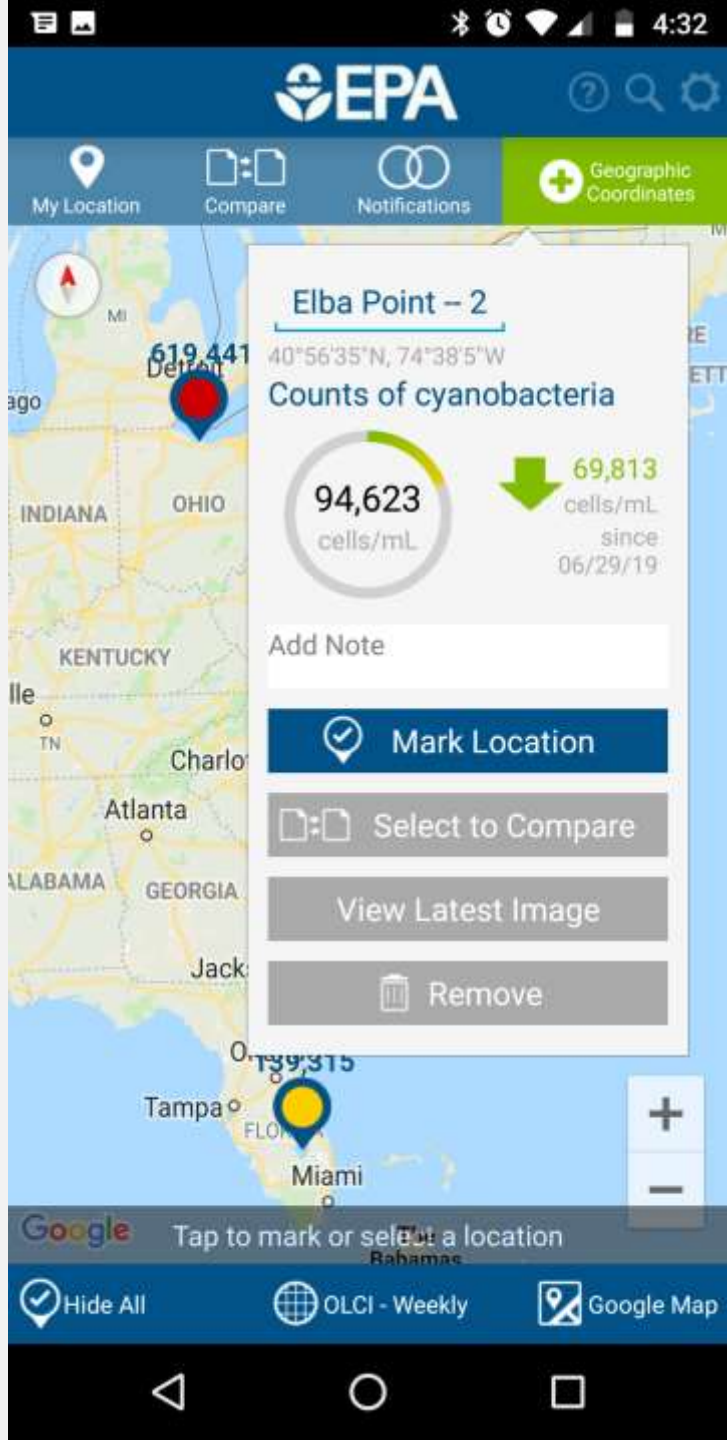 4:32
EPA
My Location
Compare
Notifications
Geographic
Coordinates
MI
619,441
Detroit
ago
INDIANA
OHIO
KENTUCKY
lle
TN
Charlo
Atlanta
ALABAMA
GEORGIA
Jack
Elba Point – 2
40°56'35"N, 74°38'5"W
Counts of cyanobacteria
94,623
cells/mL
69,813
cells/mL
since
06/29/19
Add Note
Mark Location
Select to Compare
View Latest Image
Remove
139,315
Tampa
Miami
The
Bahamas
Google
Tap to mark or select a location
Hide All
OLCI - Weekly
Google Map